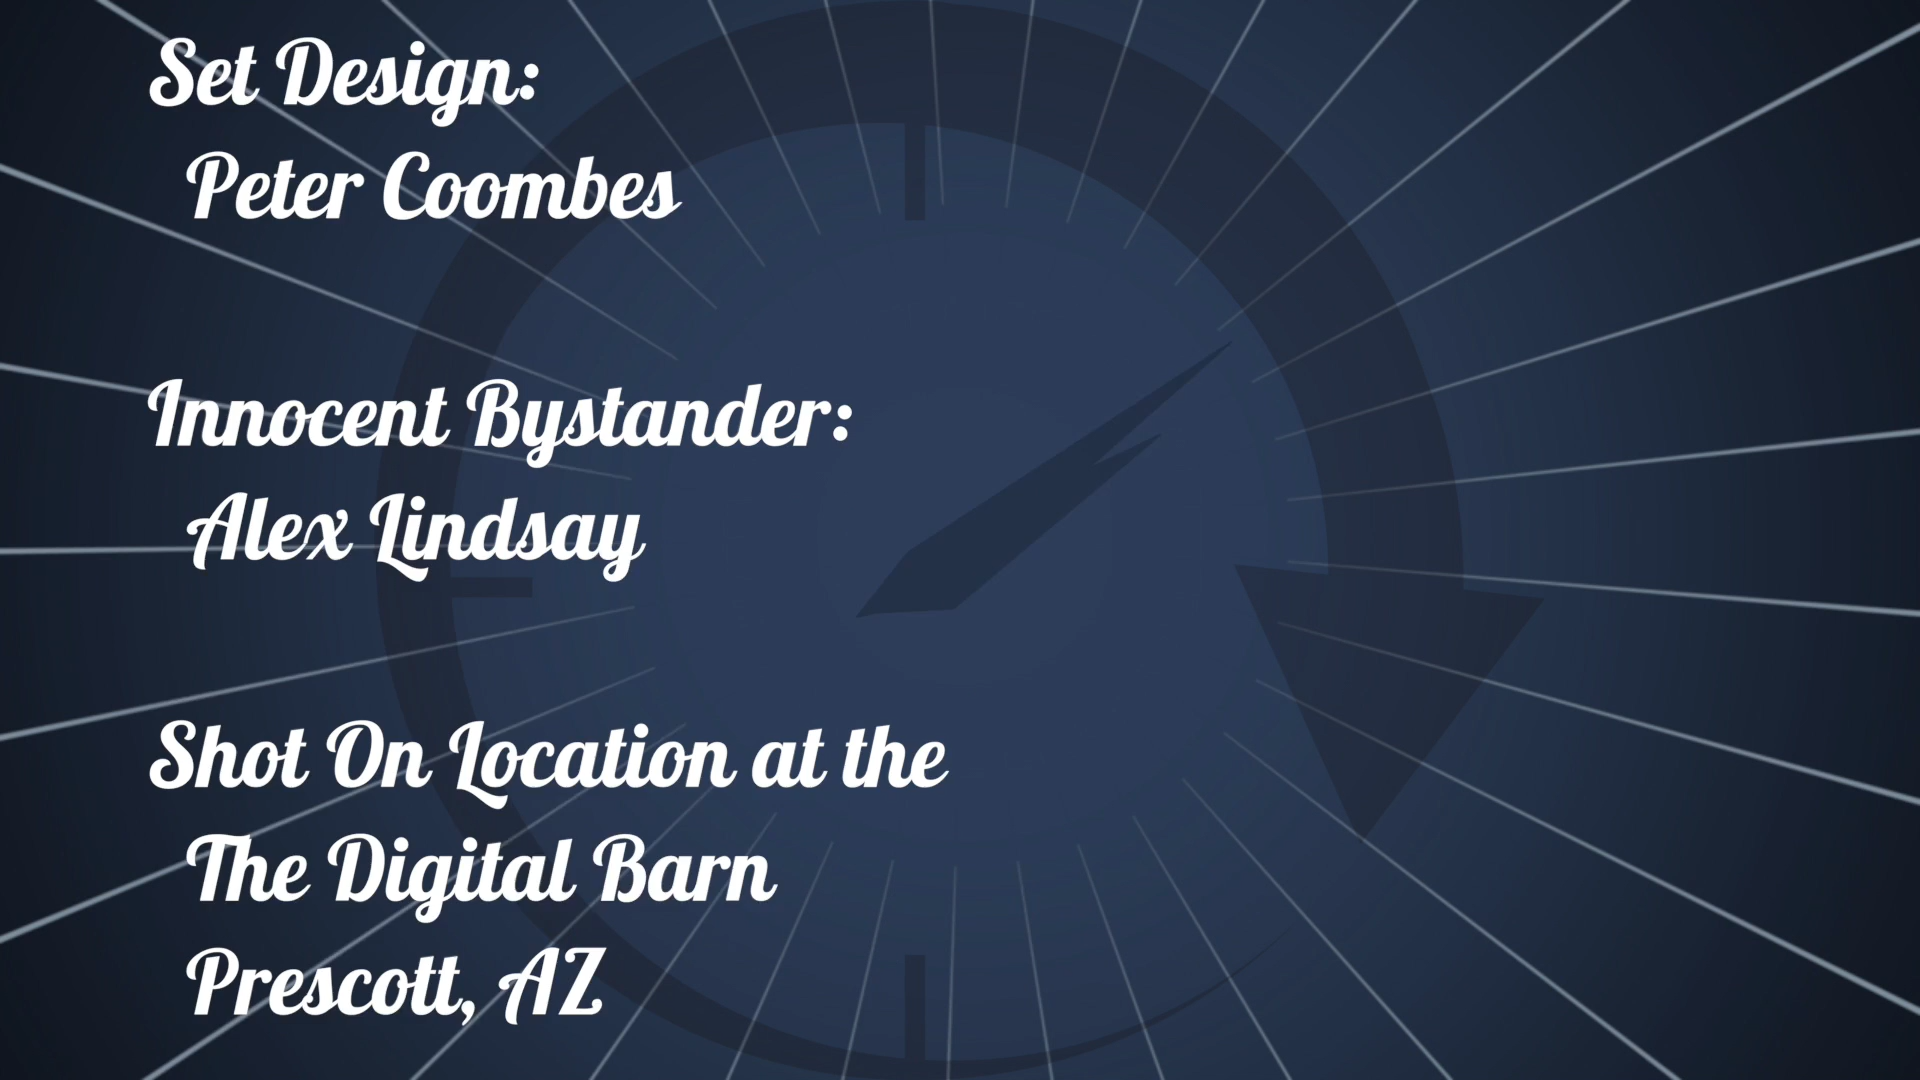 Set Design:
Peter Coombes
Innocent Bystander:
Alex Lindsay
Shot On Location at the
The Digital Barn
Prescott, AZ